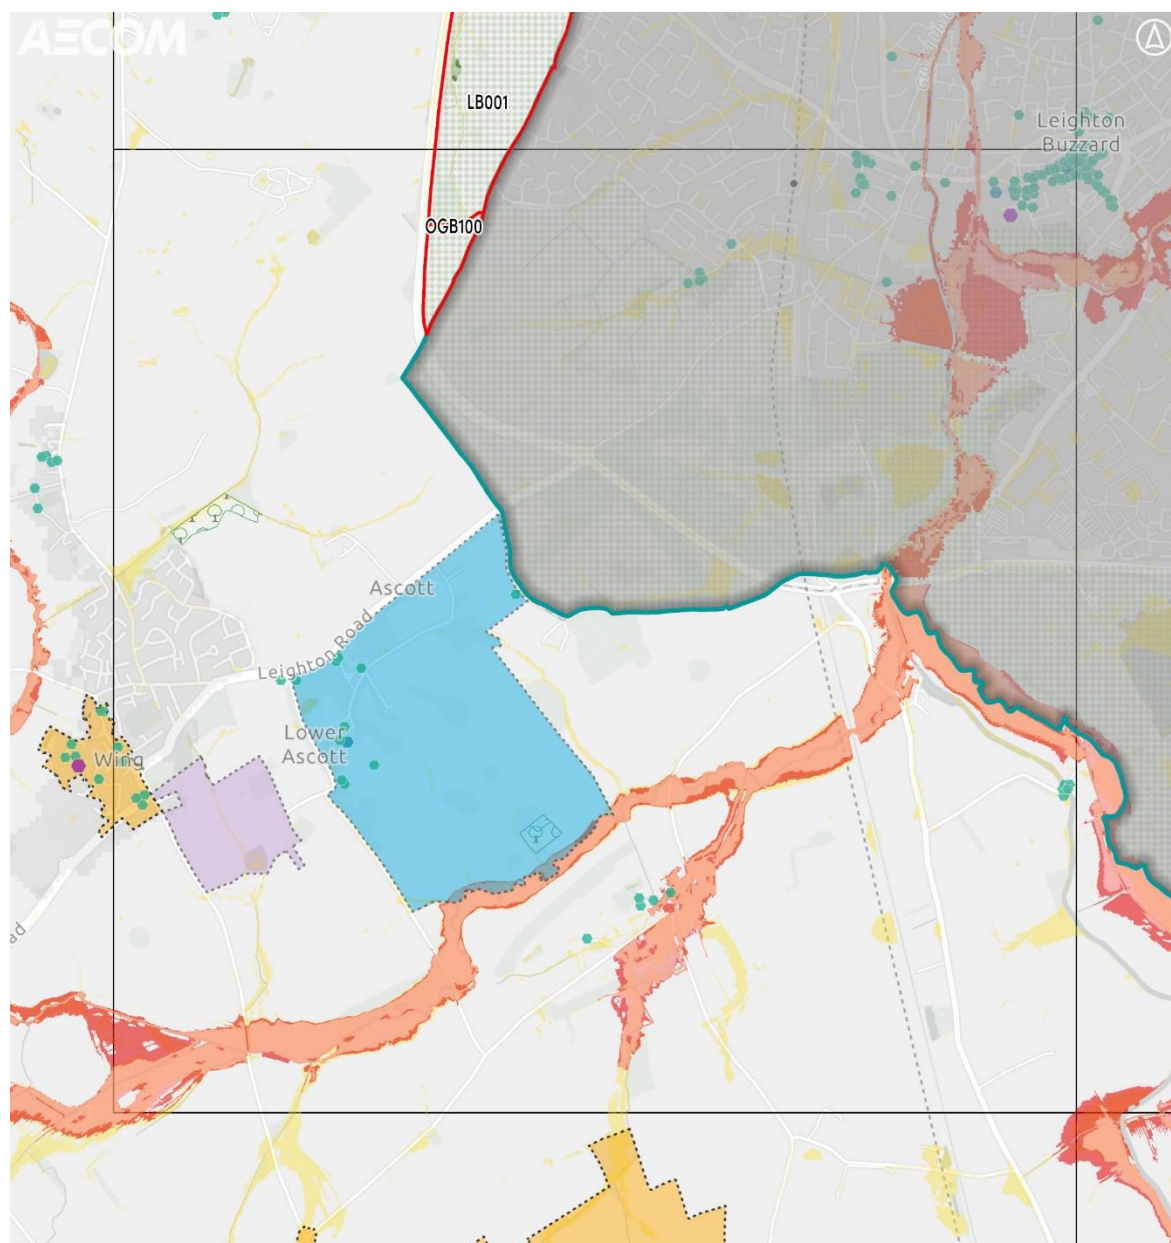 AECOM
LB001
Leighton
Buzzard
OGB100
Ascott
Leighton Road
Lower
Ascott
Wing
ad